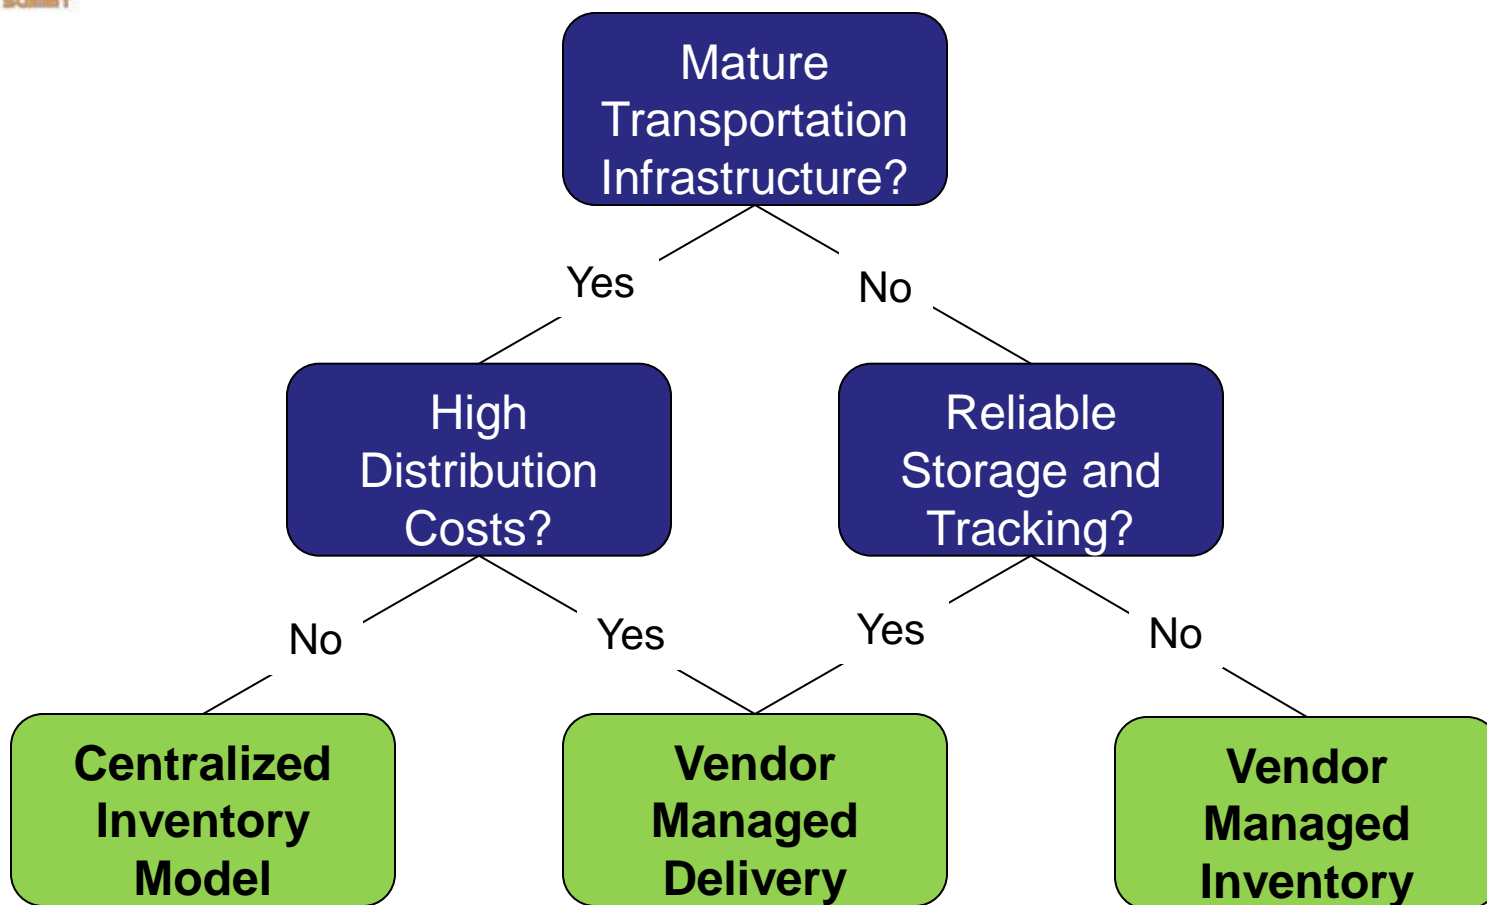 SUMMIT
Mature
Transportation
Infrastructure?
Yes
No
High
Distribution
Costs?
Reliable
Storage and
Tracking?
No
Yes
Yes
No
Centralized
Inventory
Model
Vendor
Managed
Delivery
Vendor
Managed
Inventory